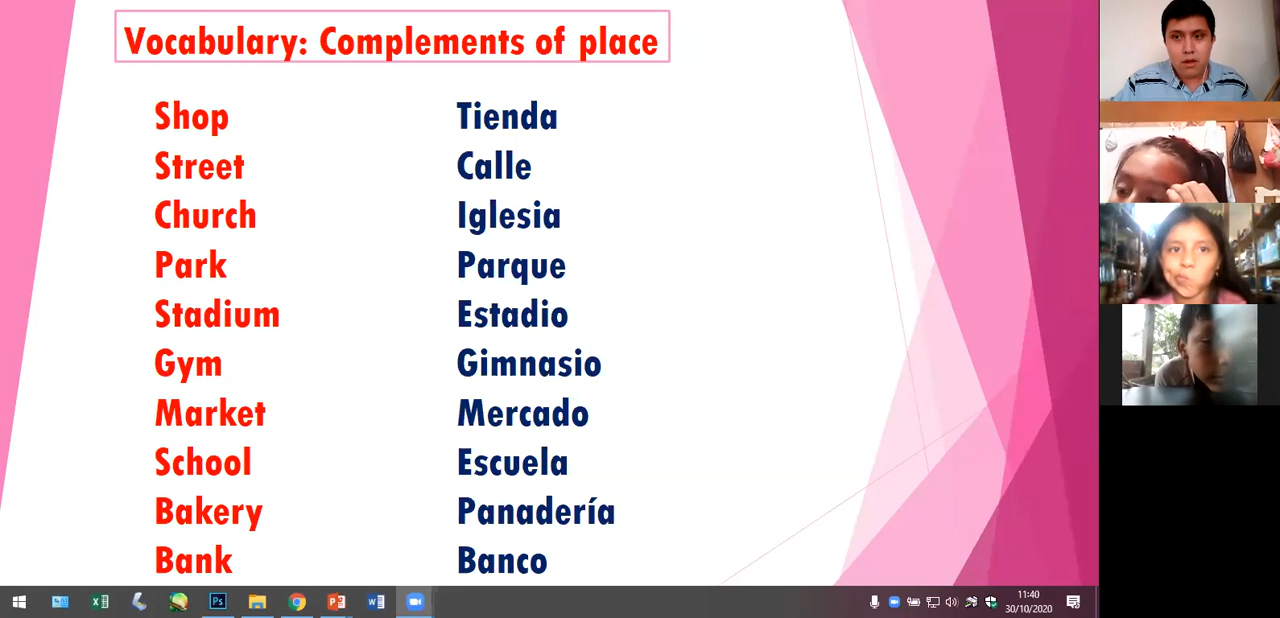 Vocabulary: Complements of place
Shop Tienda
Street Calle
Church Iglesia
Park Parque
Stadium Estadio
Gym Gimnasio
Market Mercado
School Escuela
Bakery Panadería
Bank Banco
11:40
30/10/2020